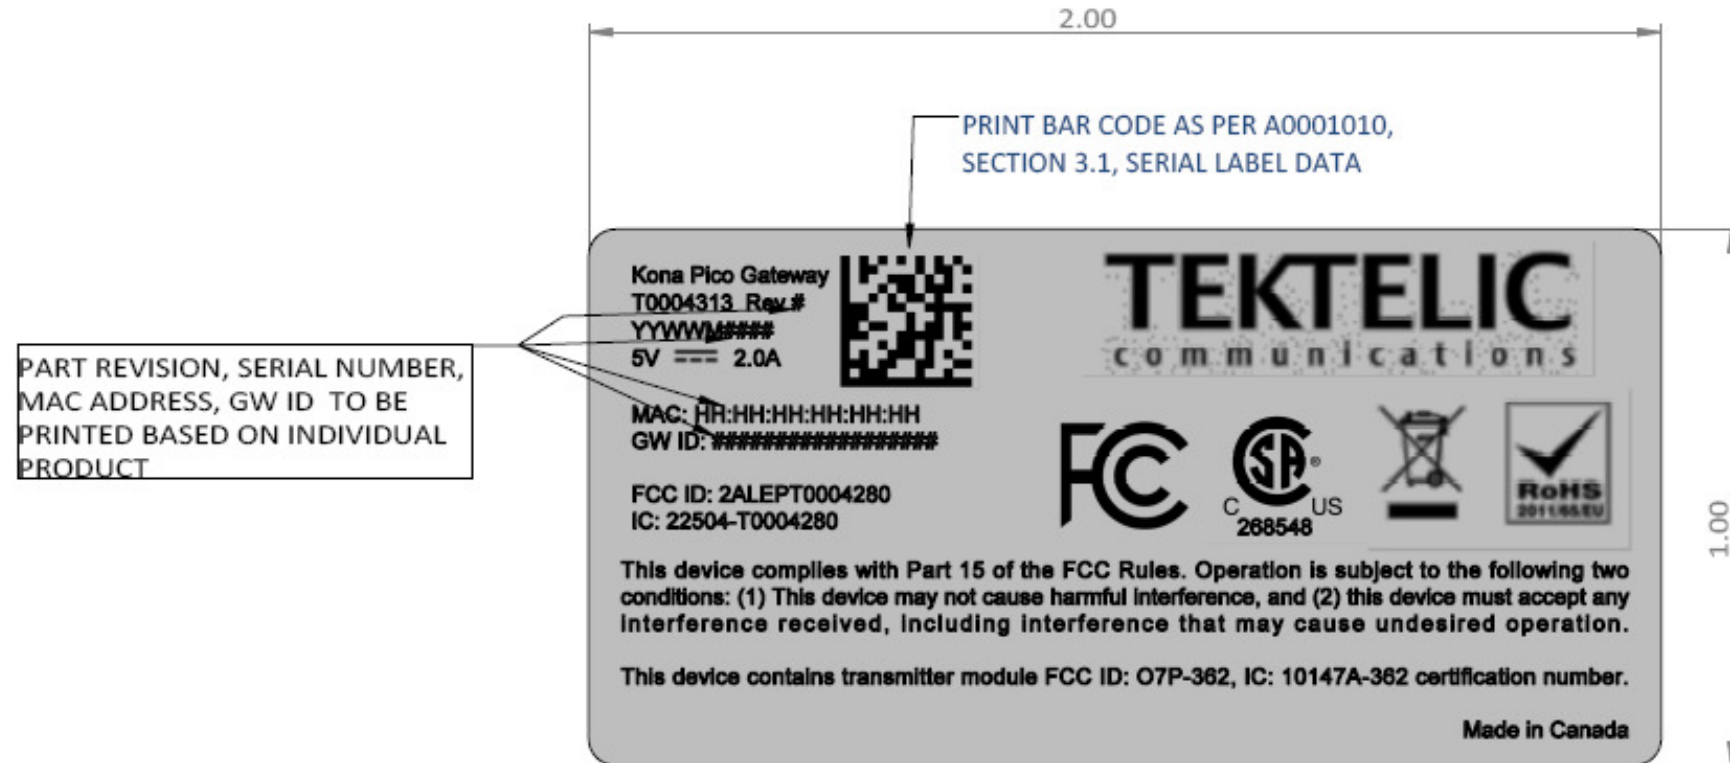 2.00
PRINT BAR CODE AS PER A0001010,
SECTION 3.1, SERIAL LABEL DATA
PART REVISION, SERIAL NUMBER,
MAC ADDRESS, GW ID TO BE
PRINTED BASED ON INDIVIDUAL
PRODUCT
Kona Pico Gateway
T0004313 Rev #
YYWWM####
5V 2.0A
MAC: HH:HH:HH:HH:HH:HH
GW ID: ##################
FCC ID: 2ALEPT0004280
IC: 22504-T0004280
TEKTELIC
communications
FC
CSA®
C US
268548
RoHS
2011/65/EU
1.00
This device complies with Part 15 of the FCC Rules. Operation is subject to the following two
conditions: (1) This device may not cause harmful interference, and (2) this device must accept any
interference received, including interference that may cause undesired operation.
This device contains transmitter module FCC ID: O7P-362, IC: 10147A-362 certification number.
Made in Canada